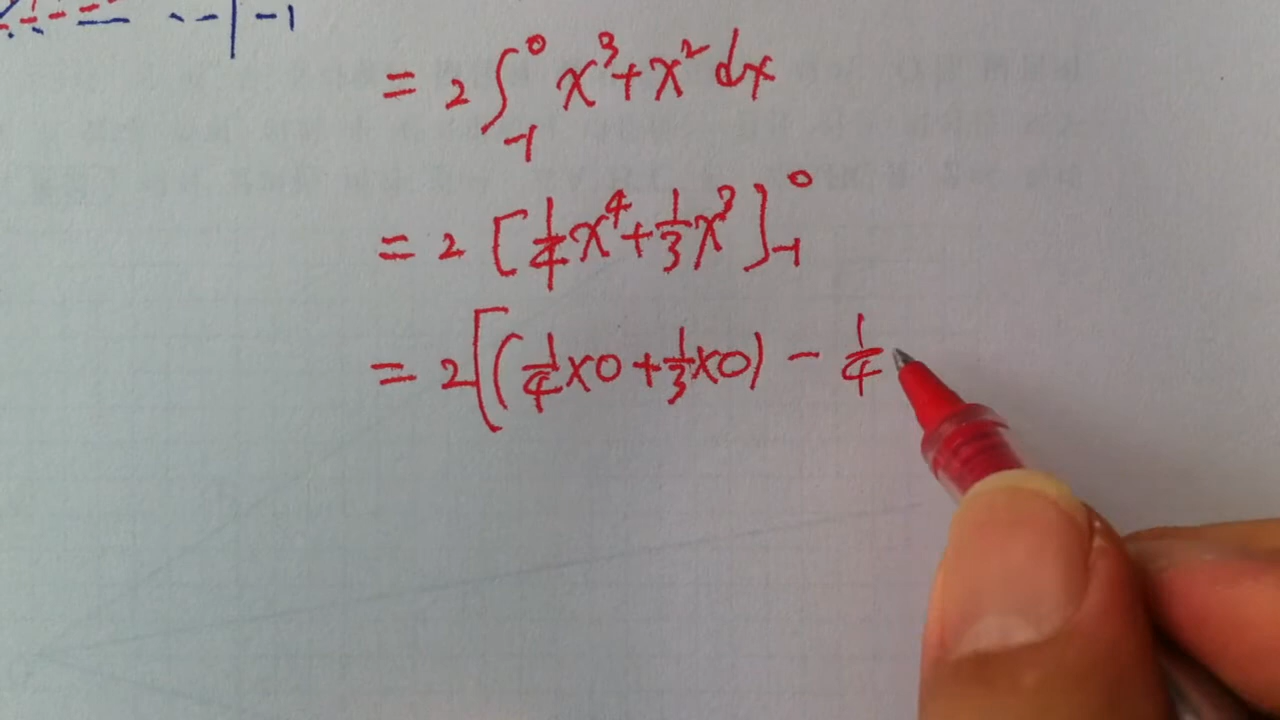 -1
= 2 ∫₋₁⁰ x³+x² dx
= 2 [¼x⁴+⅓x³]₋₁⁰
= 2[(¼×0+⅓×0) - ¼